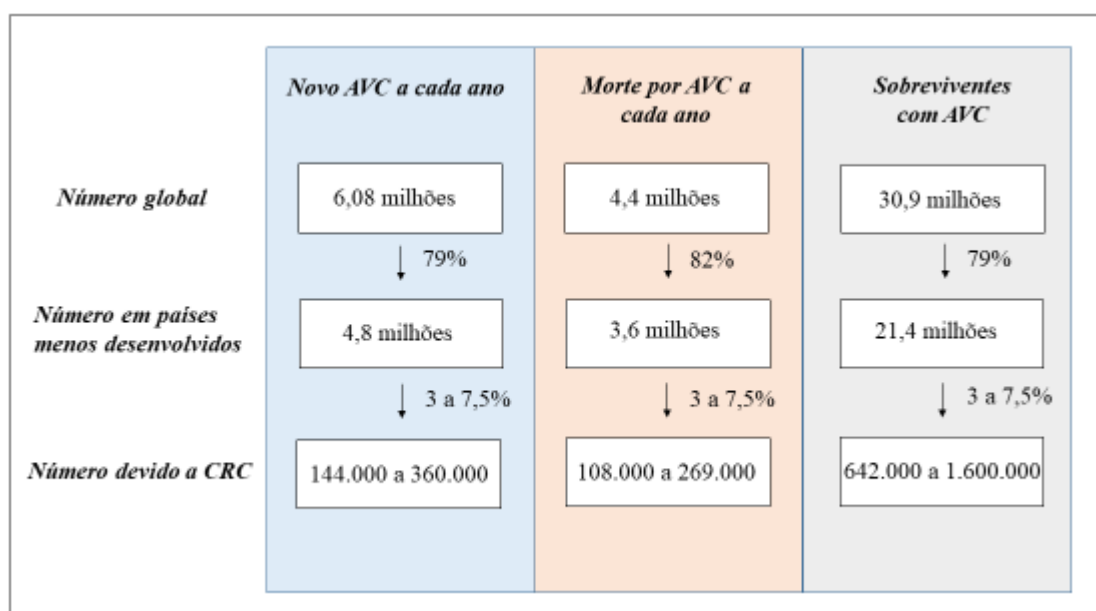 Novo AVC a cada ano
Morte por AVC a
cada ano
Sobreviventes
com AVC
Número global
6,08 milhões
4,4 milhões
30,9 milhões
79%
82%
79%
Número em países
menos desenvolvidos
4,8 milhões
3,6 milhões
21,4 milhões
3 a 7,5%
3 a 7,5%
3 a 7,5%
Número devido a CRC
144.000 a 360.000
108.000 a 269.000
642.000 a 1.600.000